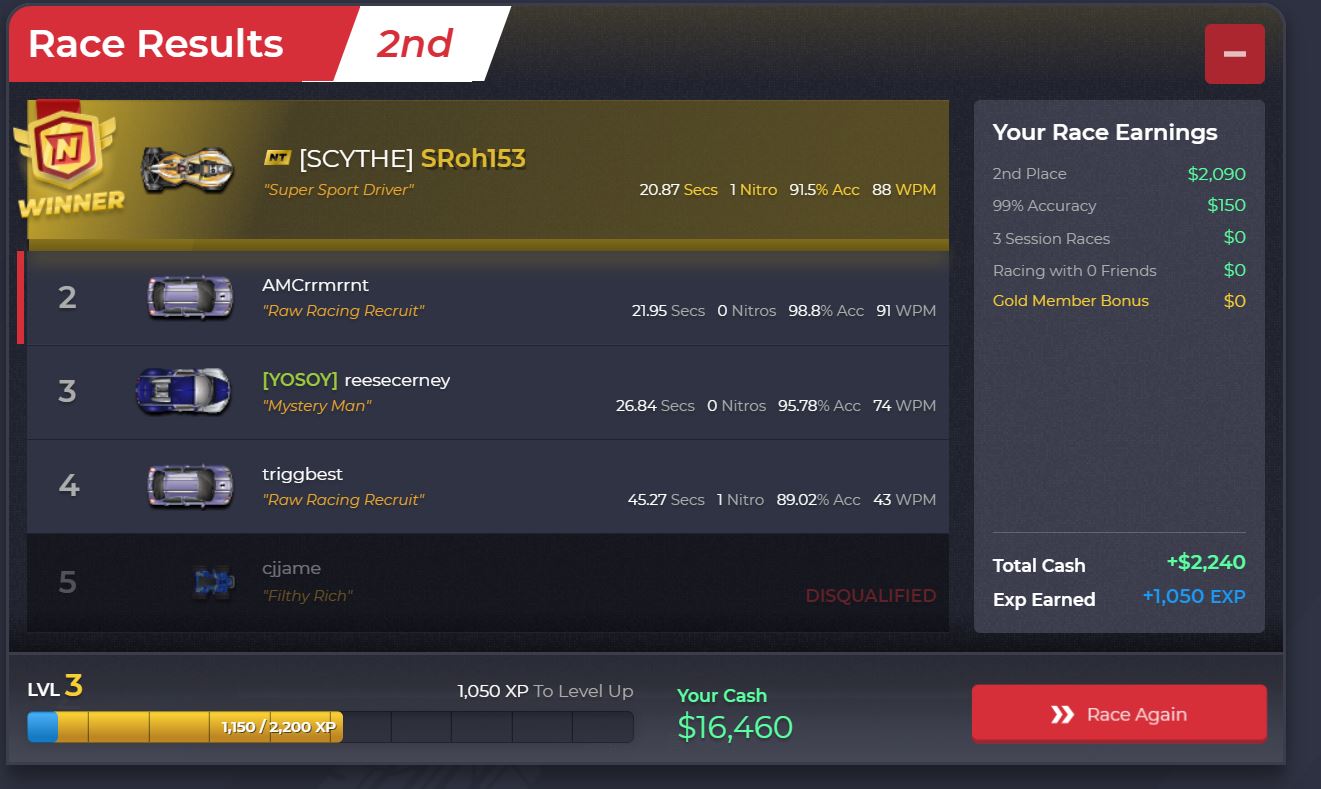 Race Results 2nd
N
WINNER
NT [SCYTHE] SRoh153
"Super Sport Driver" 20.87 Secs 1 Nitro 91.5% Acc 88 WPM
2 AMCrrmrrnt
"Raw Racing Recruit" 21.95 Secs 0 Nitros 98.8% Acc 91 WPM
3 [YOSOY] reesecerney
"Mystery Man" 26.84 Secs 0 Nitros 95.78% Acc 74 WPM
4 triggbest
"Raw Racing Recruit" 45.27 Secs 1 Nitro 89.02% Acc 43 WPM
5 cjjame
"Filthy Rich" DISQUALIFIED
Your Race Earnings
2nd Place $2,090
99% Accuracy $150
3 Session Races $0
Racing with 0 Friends $0
Gold Member Bonus $0
Total Cash +$2,240
Exp Earned +1,050 EXP
LVL 3 1,050 XP To Level Up
1,150 / 2,200 XP
Your Cash
$16,460
Race Again